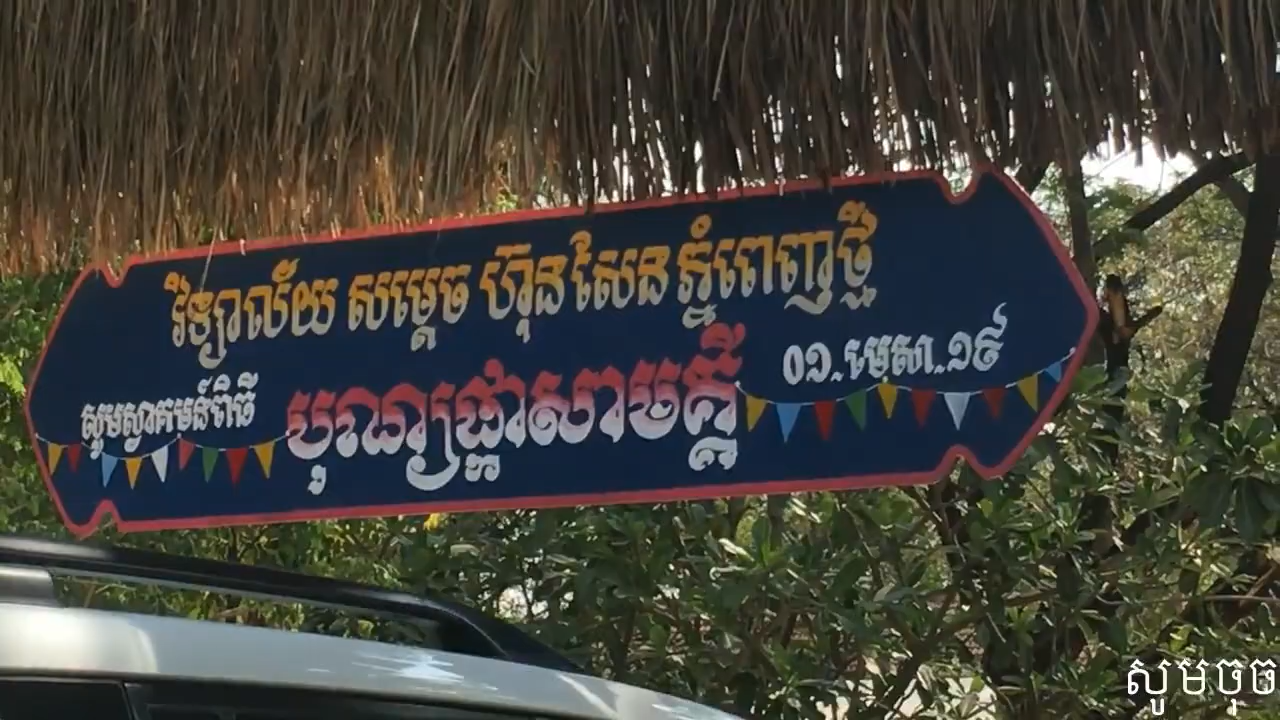 វិទ្យាល័យ សម្ដេច ហ៊ុន សែន ភ្នំពេញថ្មី
សូមស្វាគមន៍ពិធី
បុណ្យផ្កាសាមគ្គី
០១.មេសា.១៩
សូមចុច